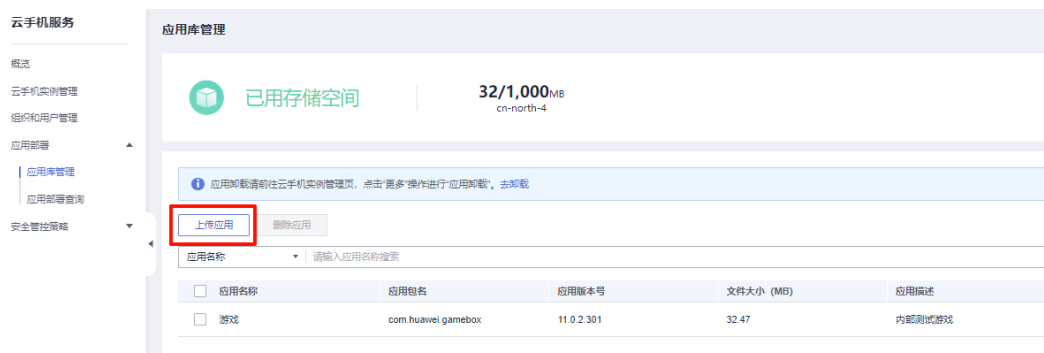 云手机服务
概览
云手机实例管理
组织和用户管理
应用部署
应用库管理
应用部署查询
安全管控策略
应用库管理
已用存储空间
32/1,000MB
cn-north-4
应用卸载请前往云手机实例管理页，点击“更多”操作进行“应用卸载”。去卸载
上传应用 删除应用
应用名称 请输入应用名称搜索
应用名称 应用包名 应用版本号 文件大小 (MB) 应用描述
游戏 com.huawei.gamebox 11.0.2.301 32.47 内部测试游戏